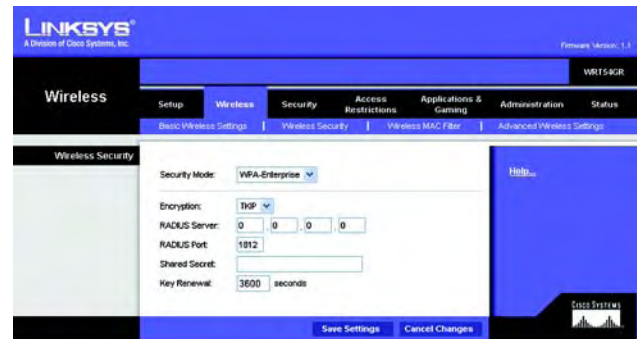 LINKSYS®
A Division of Cisco Systems, Inc.
Firmware Version: 1.1
WRT54GR
Wireless
Setup
Wireless
Security
Access Restrictions
Applications & Gaming
Administration
Status
Basic Wireless Settings | Wireless Security | Wireless MAC Filter | Advanced Wireless Settings
Wireless Security
Security Mode: WPA-Enterprise
Help...
Encryption: TKIP
RADIUS Server: 0 . 0 . 0 . 0
RADIUS Port: 1812
Shared Secret:
Key Renewal: 3600 seconds
CISCO SYSTEMS
Save Settings
Cancel Changes